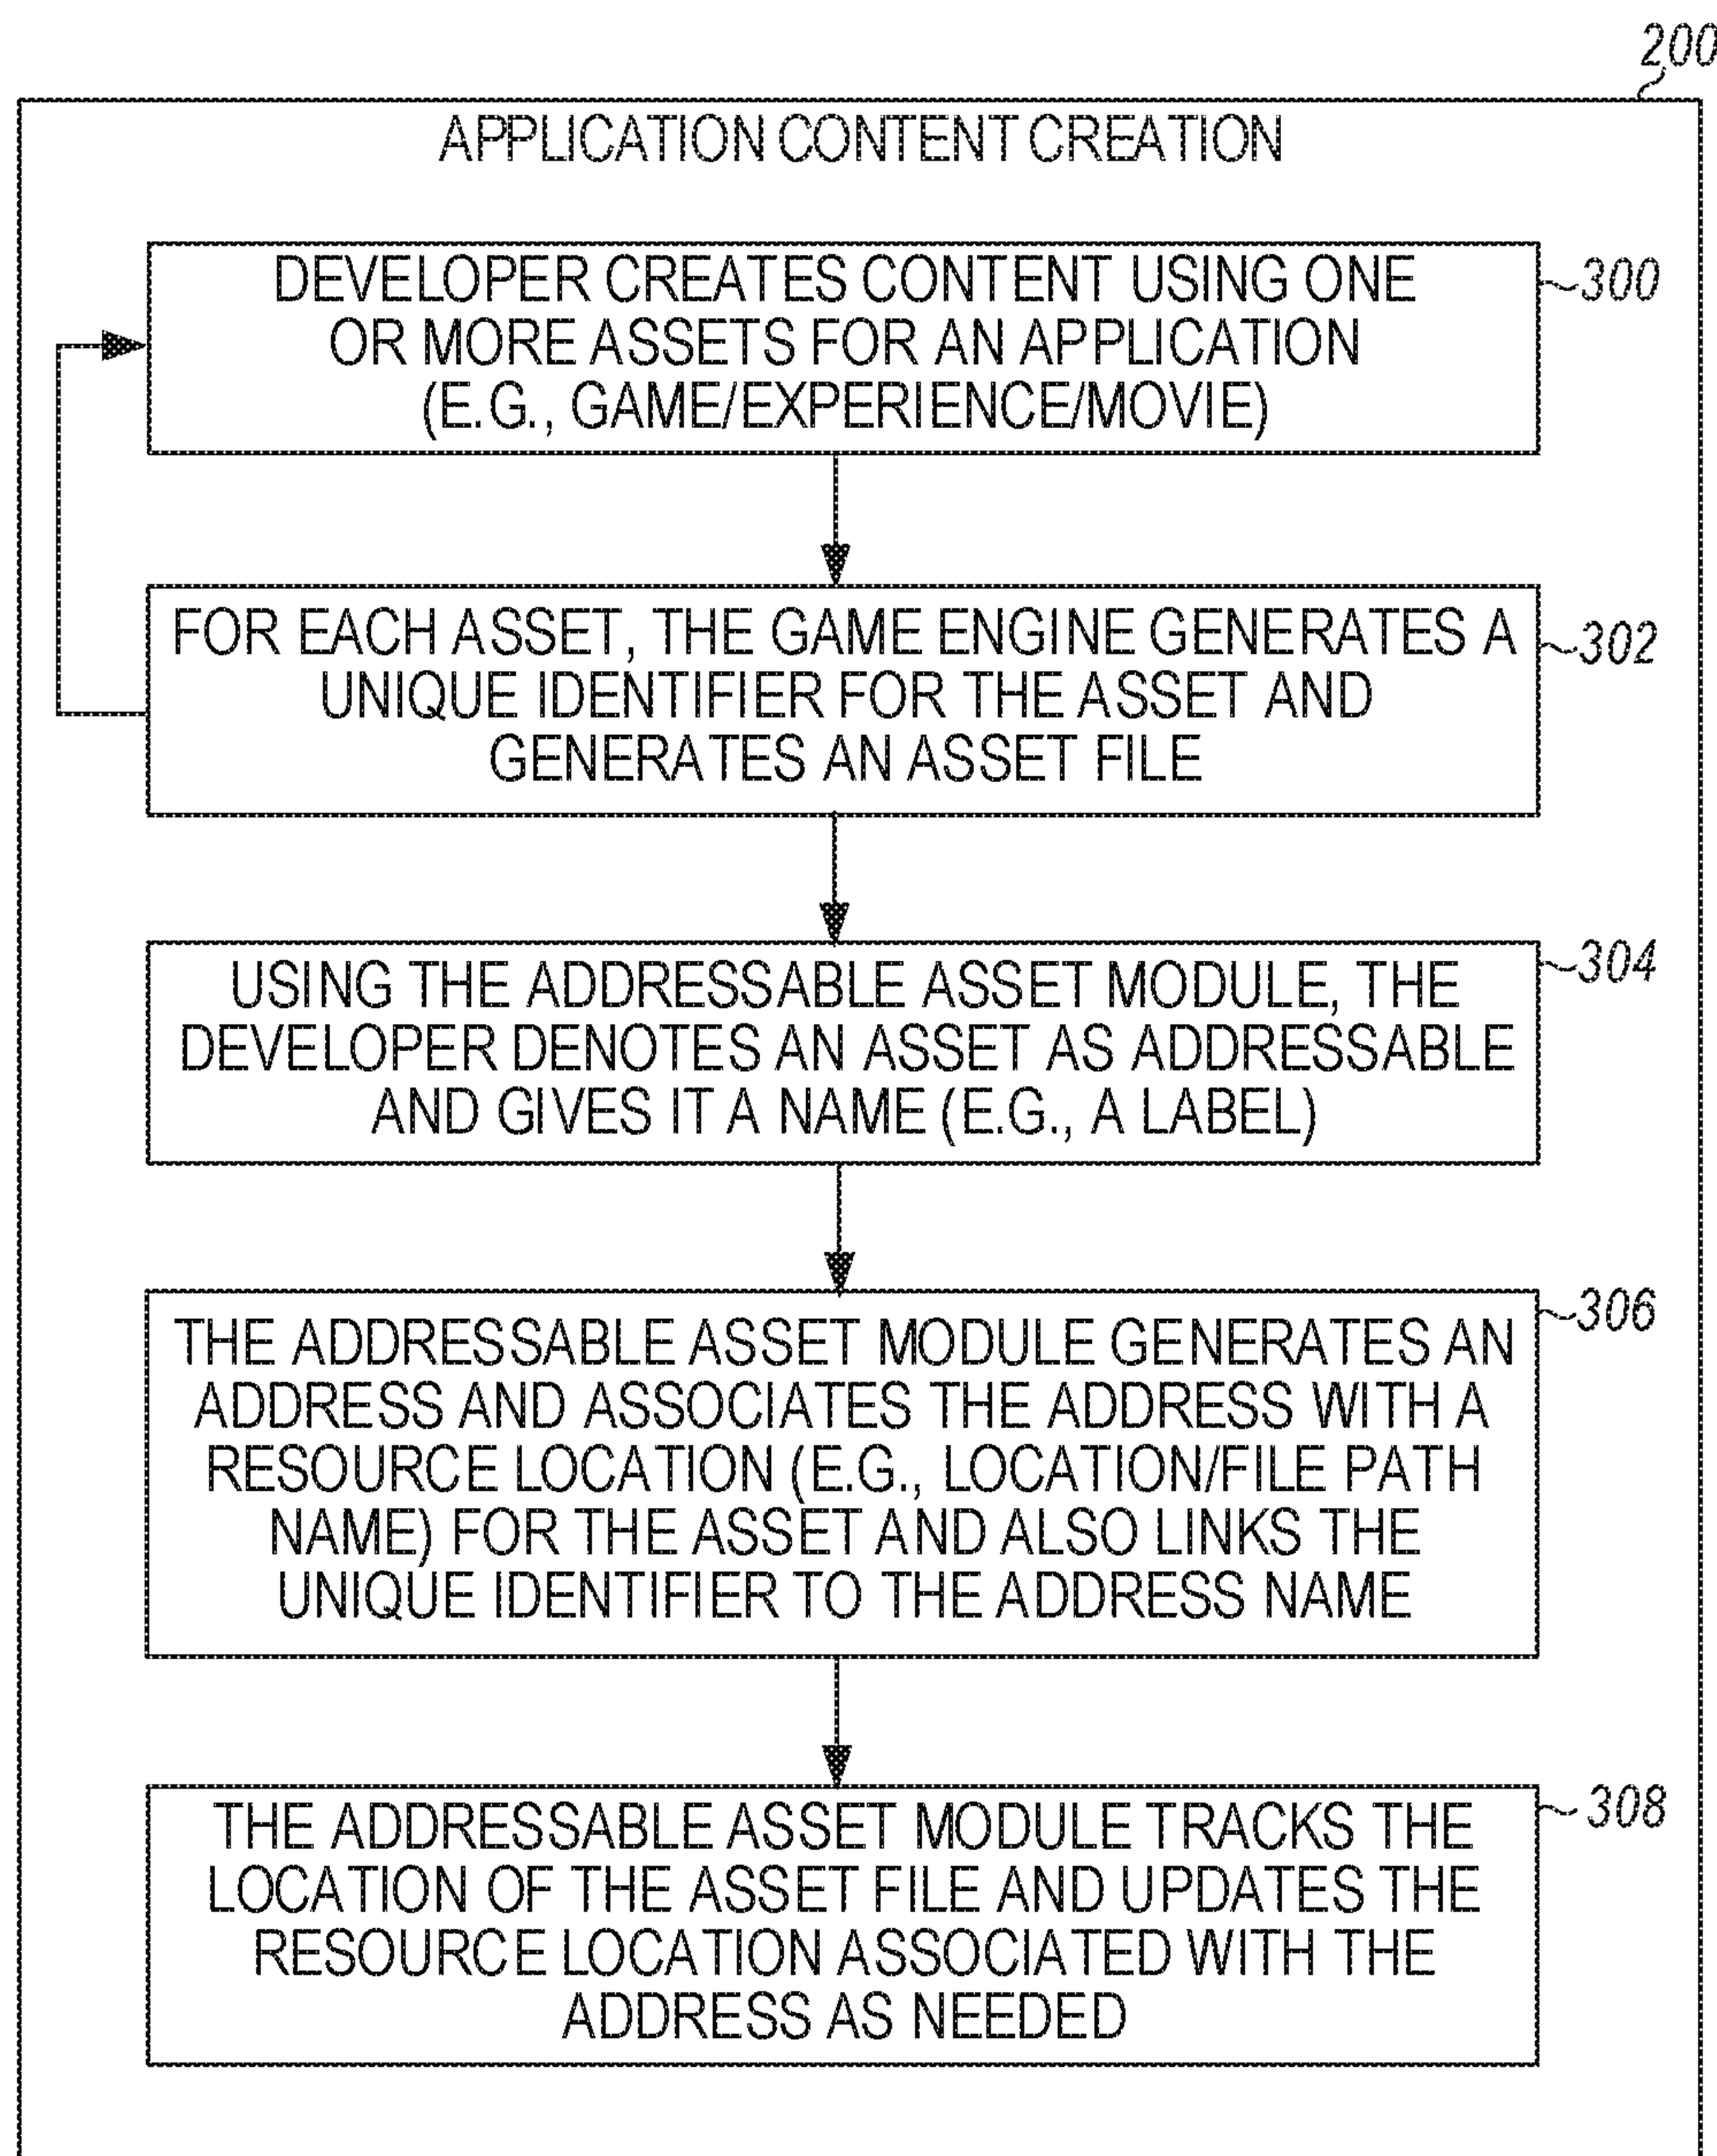 200
APPLICATION CONTENT CREATION
DEVELOPER CREATES CONTENT USING ONE
OR MORE ASSETS FOR AN APPLICATION
(E.G., GAME/EXPERIENCE/MOVIE)
300
FOR EACH ASSET, THE GAME ENGINE GENERATES A
UNIQUE IDENTIFIER FOR THE ASSET AND
GENERATES AN ASSET FILE
302
USING THE ADDRESSABLE ASSET MODULE, THE
DEVELOPER DENOTES AN ASSET AS ADDRESSABLE
AND GIVES IT A NAME (E.G., A LABEL)
304
THE ADDRESSABLE ASSET MODULE GENERATES AN
ADDRESS AND ASSOCIATES THE ADDRESS WITH A
RESOURCE LOCATION (E.G., LOCATION/FILE PATH
NAME) FOR THE ASSET AND ALSO LINKS THE
UNIQUE IDENTIFIER TO THE ADDRESS NAME
306
THE ADDRESSABLE ASSET MODULE TRACKS THE
LOCATION OF THE ASSET FILE AND UPDATES THE
RESOURCE LOCATION ASSOCIATED WITH THE
ADDRESS AS NEEDED
308